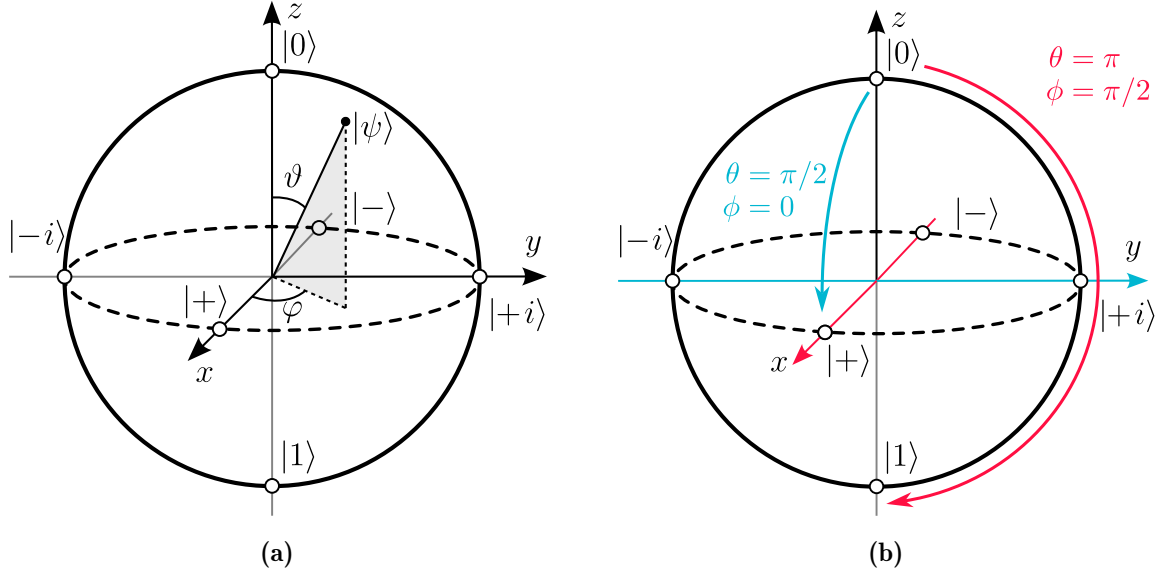 z
|0⟩
|ψ⟩
ϑ
|−⟩
|−i⟩
y
|+⟩
φ
|+i⟩
x
|1⟩
(a)
z
|0⟩
θ = π
ϕ = π/2
θ = π/2
ϕ = 0
|−⟩
|−i⟩
y
|+i⟩
x
|+⟩
|1⟩
(b)